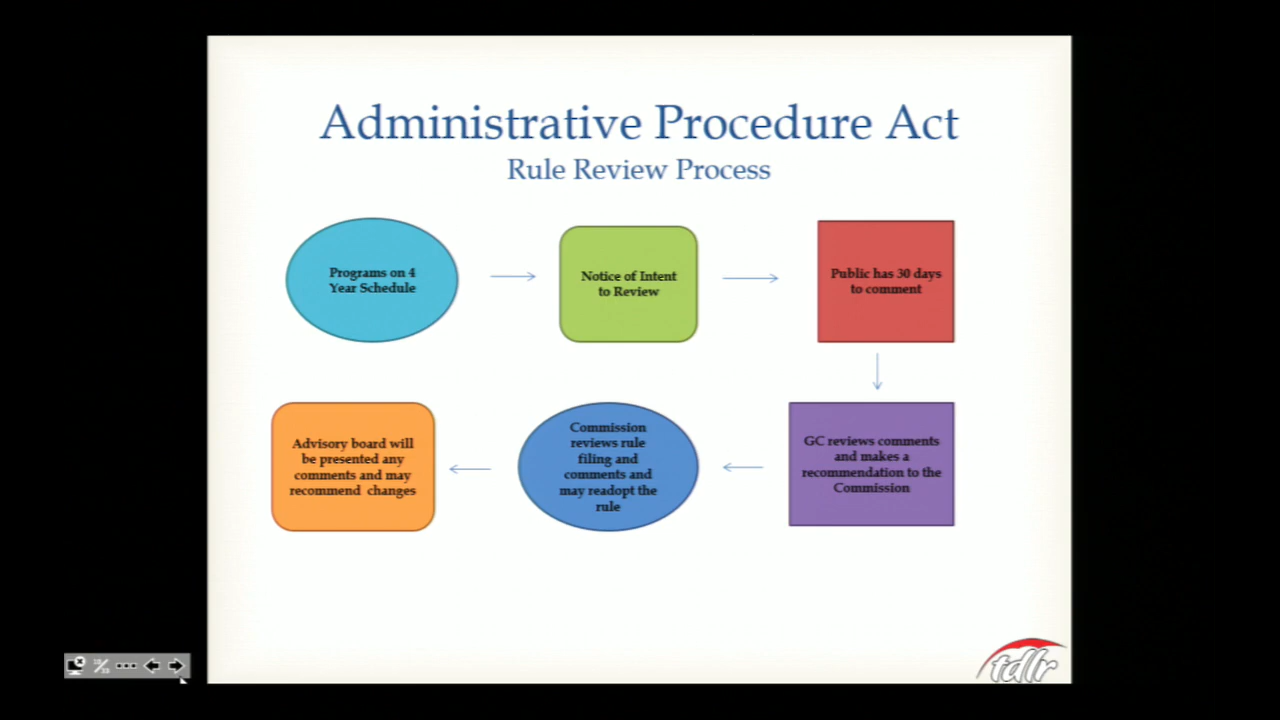 Administrative Procedure Act
Rule Review Process
Programs on 4
Year Schedule
Notice of Intent
to Review
Public has 30 days
to comment
GC reviews comments
and makes a
recommendation to the
Commission
Commission
reviews rule
filing and
comments and
may readopt the
rule
Advisory board will
be presented any
comments and may
recommend changes
tdlr